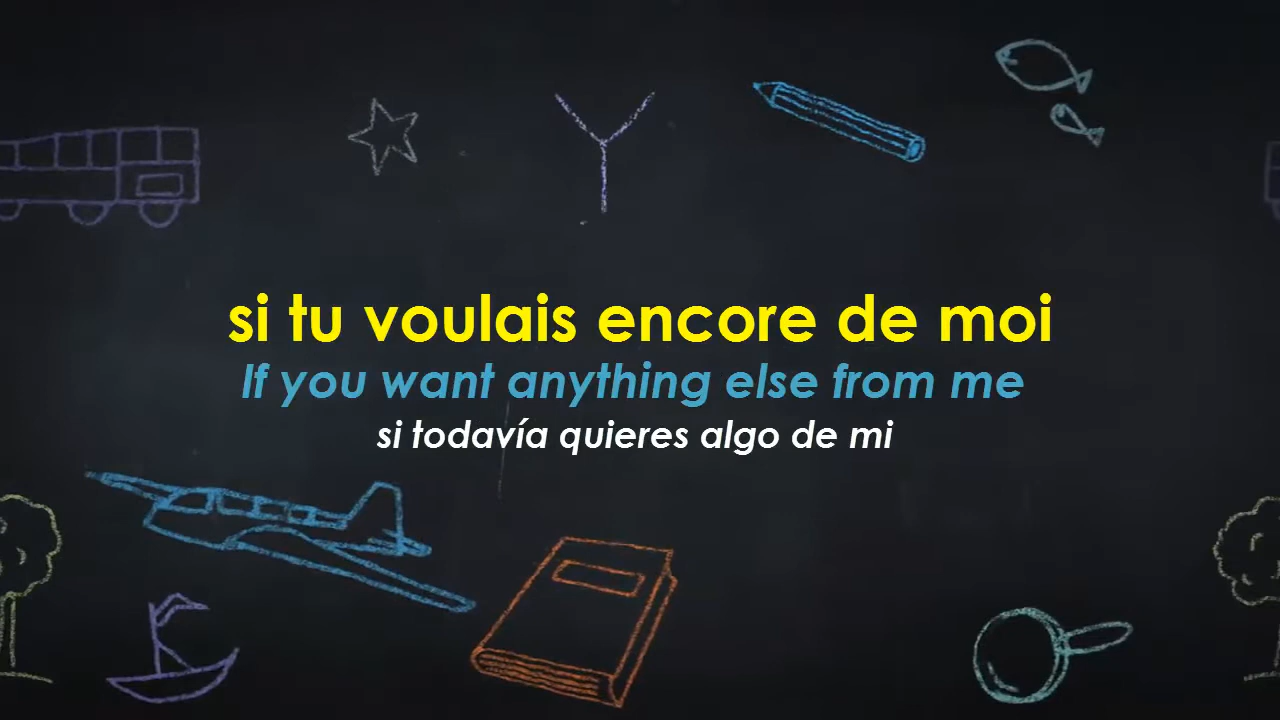 si tu voulais encore de moi
If you want anything else from me
si todavía quieres algo de mi